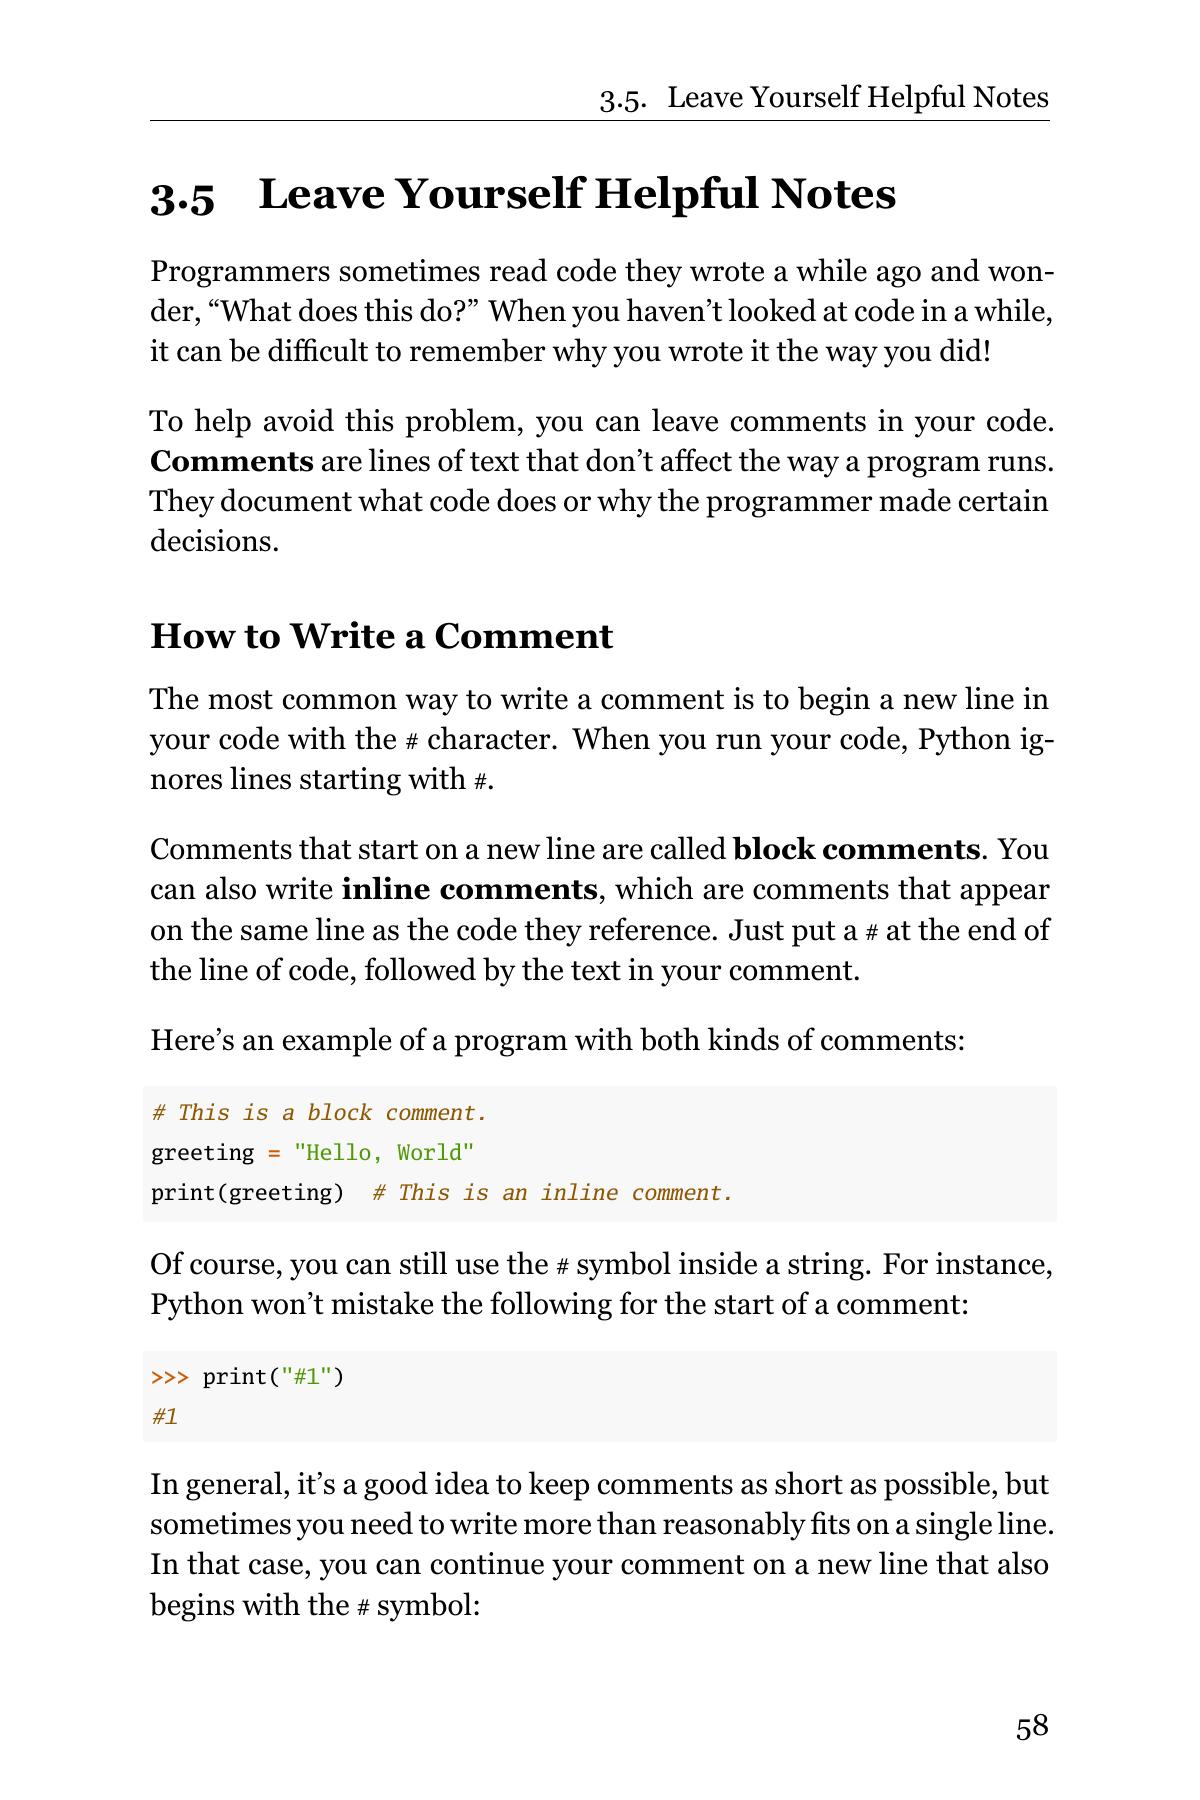 3.5. Leave Yourself Helpful Notes
3.5 Leave Yourself Helpful Notes
Programmers sometimes read code they wrote a while ago and won-
der, “What does this do?” When you haven’t looked at code in a while,
it can be difficult to remember why you wrote it the way you did!
To help avoid this problem, you can leave comments in your code.
Comments are lines of text that don’t affect the way a program runs.
They document what code does or why the programmer made certain
decisions.
How to Write a Comment
The most common way to write a comment is to begin a new line in
your code with the # character. When you run your code, Python ig-
nores lines starting with #.
Comments that start on a new line are called block comments. You
can also write inline comments, which are comments that appear
on the same line as the code they reference. Just put a # at the end of
the line of code, followed by the text in your comment.
Here’s an example of a program with both kinds of comments:
# This is a block comment.
greeting = "Hello, World"
print(greeting)  # This is an inline comment.
Of course, you can still use the # symbol inside a string. For instance,
Python won’t mistake the following for the start of a comment:
>>> print("#1")
#1
In general, it’s a good idea to keep comments as short as possible, but
sometimes you need to write more than reasonably fits on a single line.
In that case, you can continue your comment on a new line that also
begins with the # symbol:
58